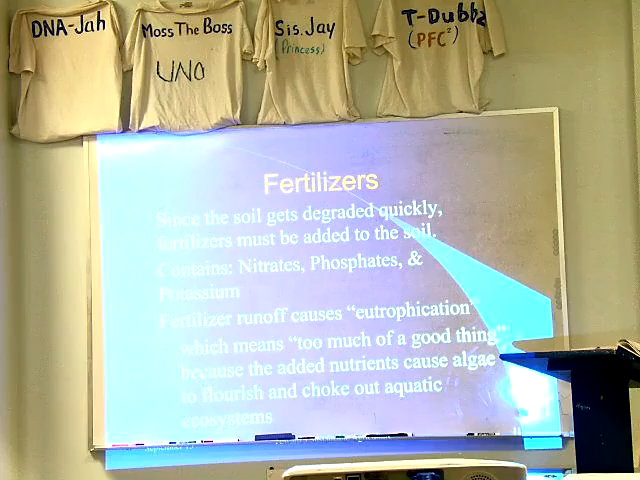 DNA-Jah
Moss The Boss
UNO
Sis. Jay
(Princess)
T-Dubbz
(PFC²)
Fertilizers
Since the soil gets degraded quickly,
fertilizers must be added to the soil.
Contains: Nitrates, Phosphates, &
Potassium
Fertilizer runoff causes “eutrophication”
which means “too much of a good thing”
because the added nutrients cause algae
to flourish and choke out aquatic
ecosystems